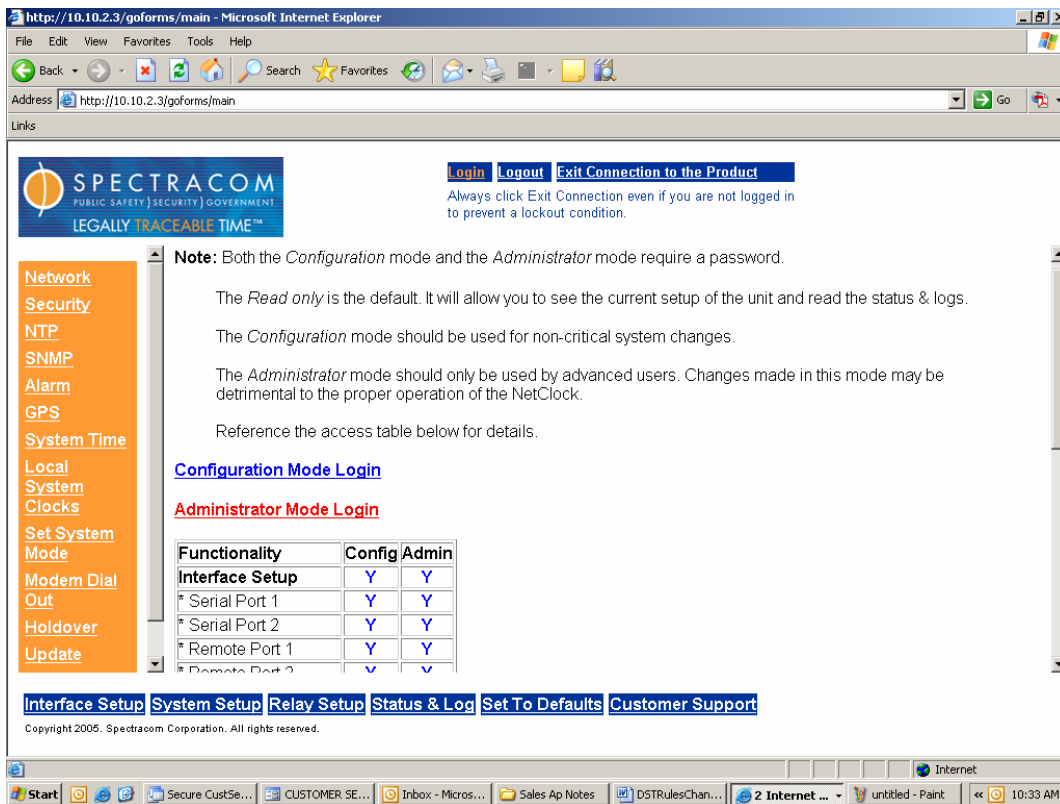 http://10.10.2.3/goforms/main - Microsoft Internet Explorer
File Edit View Favorites Tools Help
Back Search Favorites
Address http://10.10.2.3/goforms/main Go
Links
SPECTRACOM
PUBLIC SAFETY } SECURITY } GOVERNMENT
LEGALLY TRACEABLE TIME™
Login Logout Exit Connection to the Product
Always click Exit Connection even if you are not logged in
to prevent a lockout condition.
Network
Security
NTP
SNMP
Alarm
GPS
System Time
Local
System
Clocks
Set System
Mode
Modem Dial
Out
Holdover
Update
Note: Both the Configuration mode and the Administrator mode require a password.
The Read only is the default. It will allow you to see the current setup of the unit and read the status & logs.
The Configuration mode should be used for non-critical system changes.
The Administrator mode should only be used by advanced users. Changes made in this mode may be
detrimental to the proper operation of the NetClock.
Reference the access table below for details.
Configuration Mode Login
Administrator Mode Login
Functionality Config Admin
Interface Setup Y Y
* Serial Port 1 Y Y
* Serial Port 2 Y Y
* Remote Port 1 Y Y
* Remote Port 2 Y Y
Interface Setup System Setup Relay Setup Status & Log Set To Defaults Customer Support
Copyright 2005. Spectracom Corporation. All rights reserved.
Internet
Start Secure CustSe... CUSTOMER SE... Inbox - Micros... Sales Ap Notes DSTRulesChan... 2 Internet ... untitled - Paint « 10:33 AM